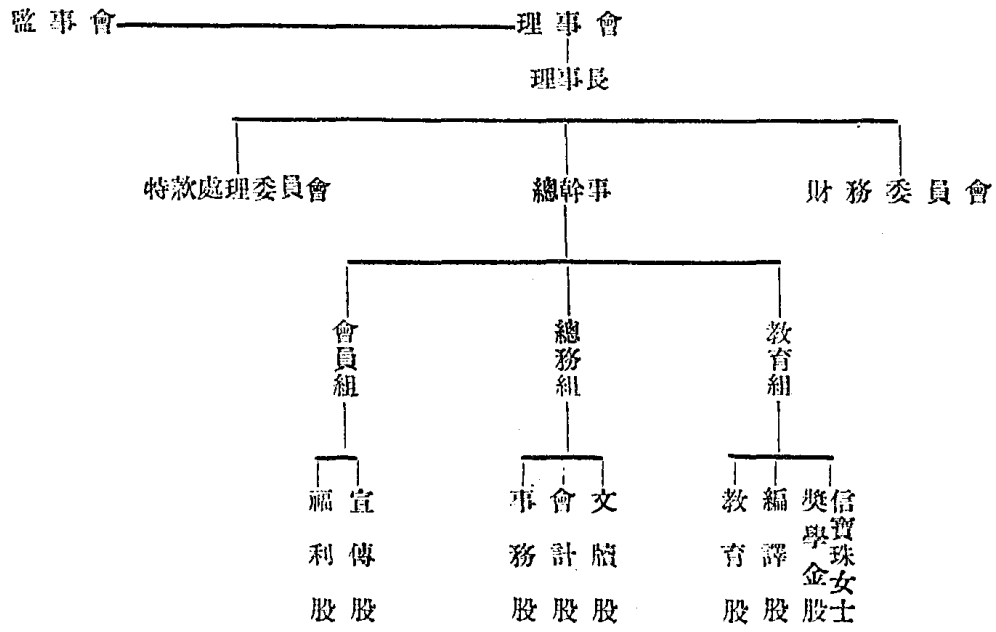 監事會
理事會
理事長
特款處理委員會
總幹事
財務委員會
會員組
總務組
教育組
福利股
宣傳股
事務股
會計股
文牘股
教育股
編譯股
信寶珠女士
獎學金股